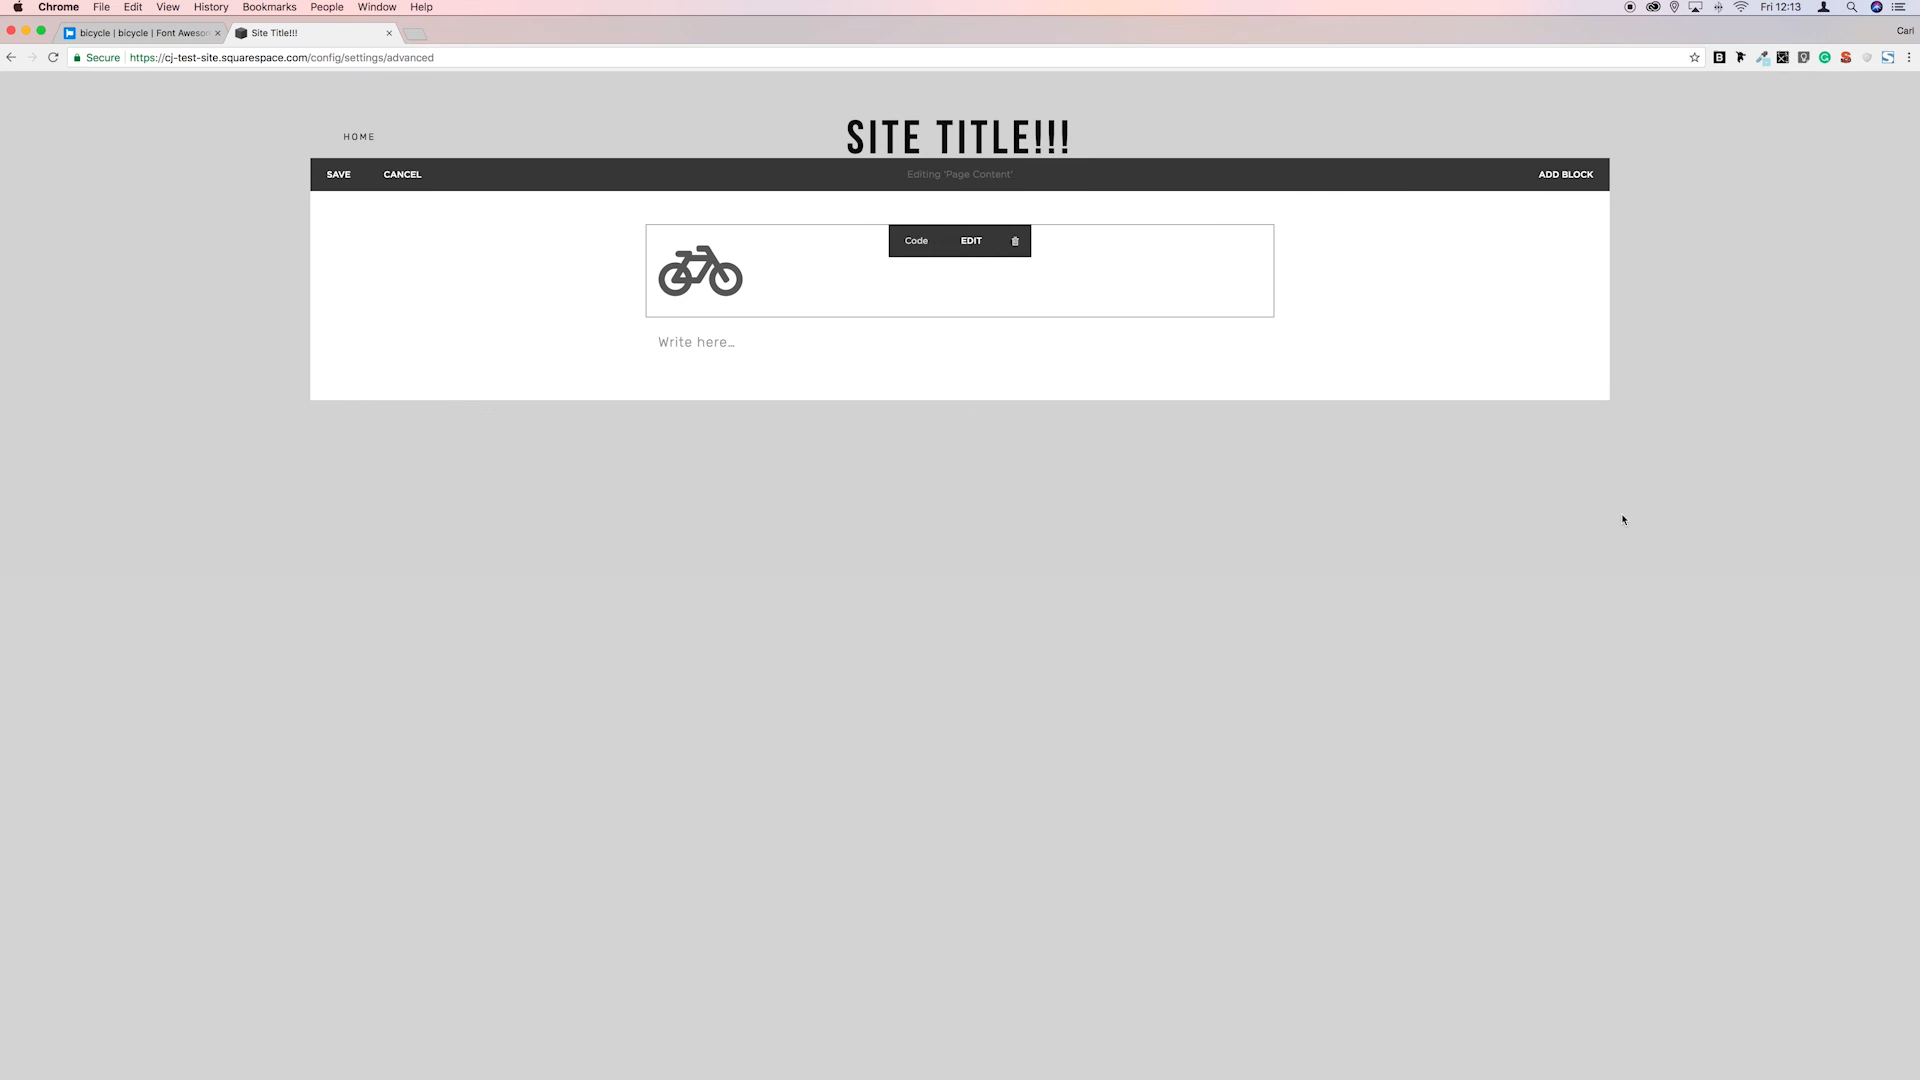 Chrome File Edit View History Bookmarks People Window Help Fri 12:13
bicycle | bicycle | Font Aweson Site Title!!! Carl
Secure https://cj-test-site.squarespace.com/config/settings/advanced
HOME
SITE TITLE!!!
SAVE CANCEL Editing 'Page Content' ADD BLOCK
Code EDIT
Write here…